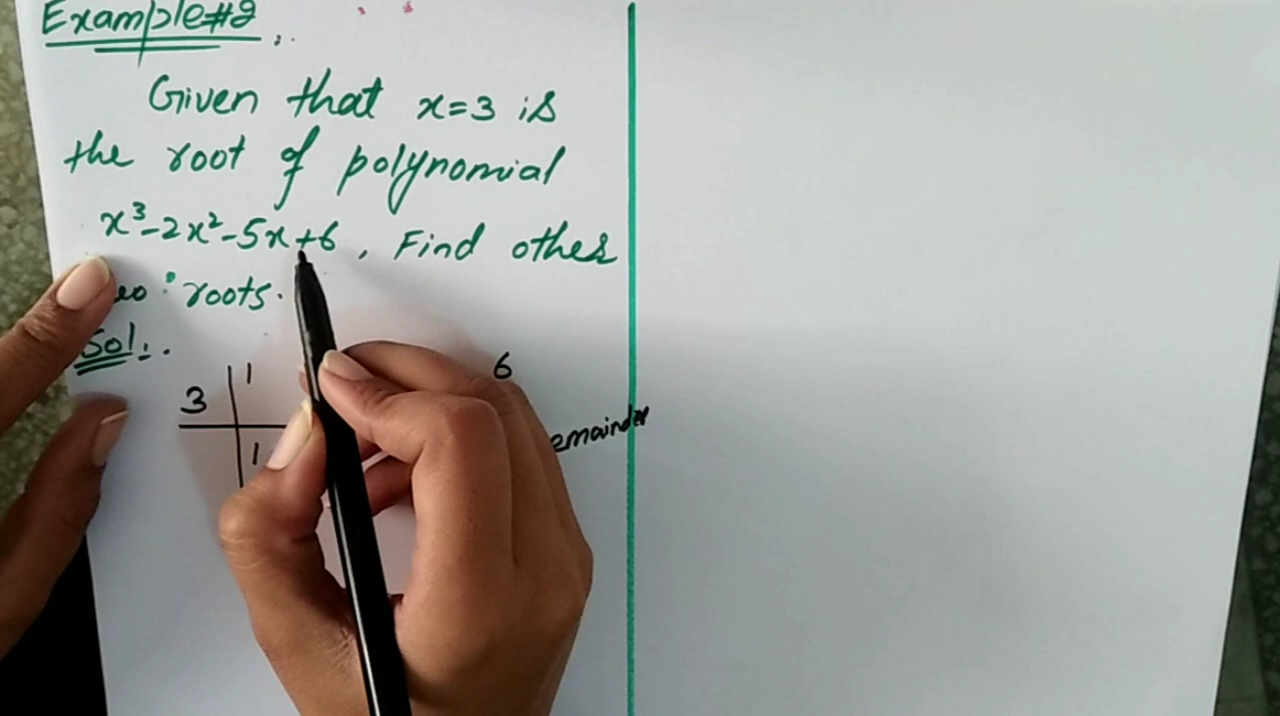 Example#2
Given that x=3 is
the root of polynomial
x³-2x²-5x+6, Find other
roots.
Sol:.
1 6
3
1